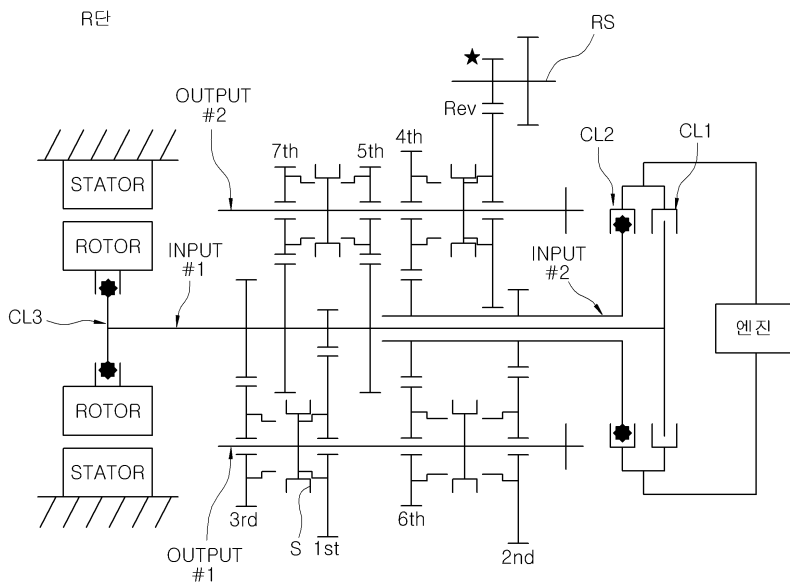 R단
RS
OUTPUT
#2
Rev
CL1
CL2
7th
5th
4th
STATOR
ROTOR
INPUT
#1
INPUT
#2
CL3
엔진
ROTOR
STATOR
3rd
S
1st
6th
2nd
OUTPUT
#1